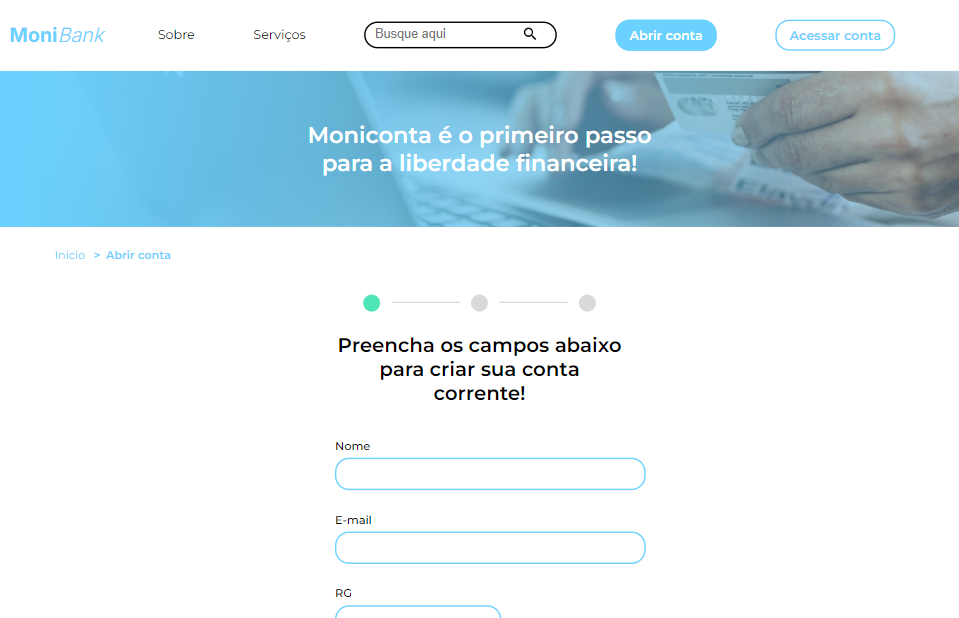 MoniBank
Sobre
Serviços
Busque aqui
Abrir conta
Acessar conta
Moniconta é o primeiro passo
para a liberdade financeira!
Inicio > Abrir conta
Preencha os campos abaixo
para criar sua conta
corrente!
Nome
E-mail
RG